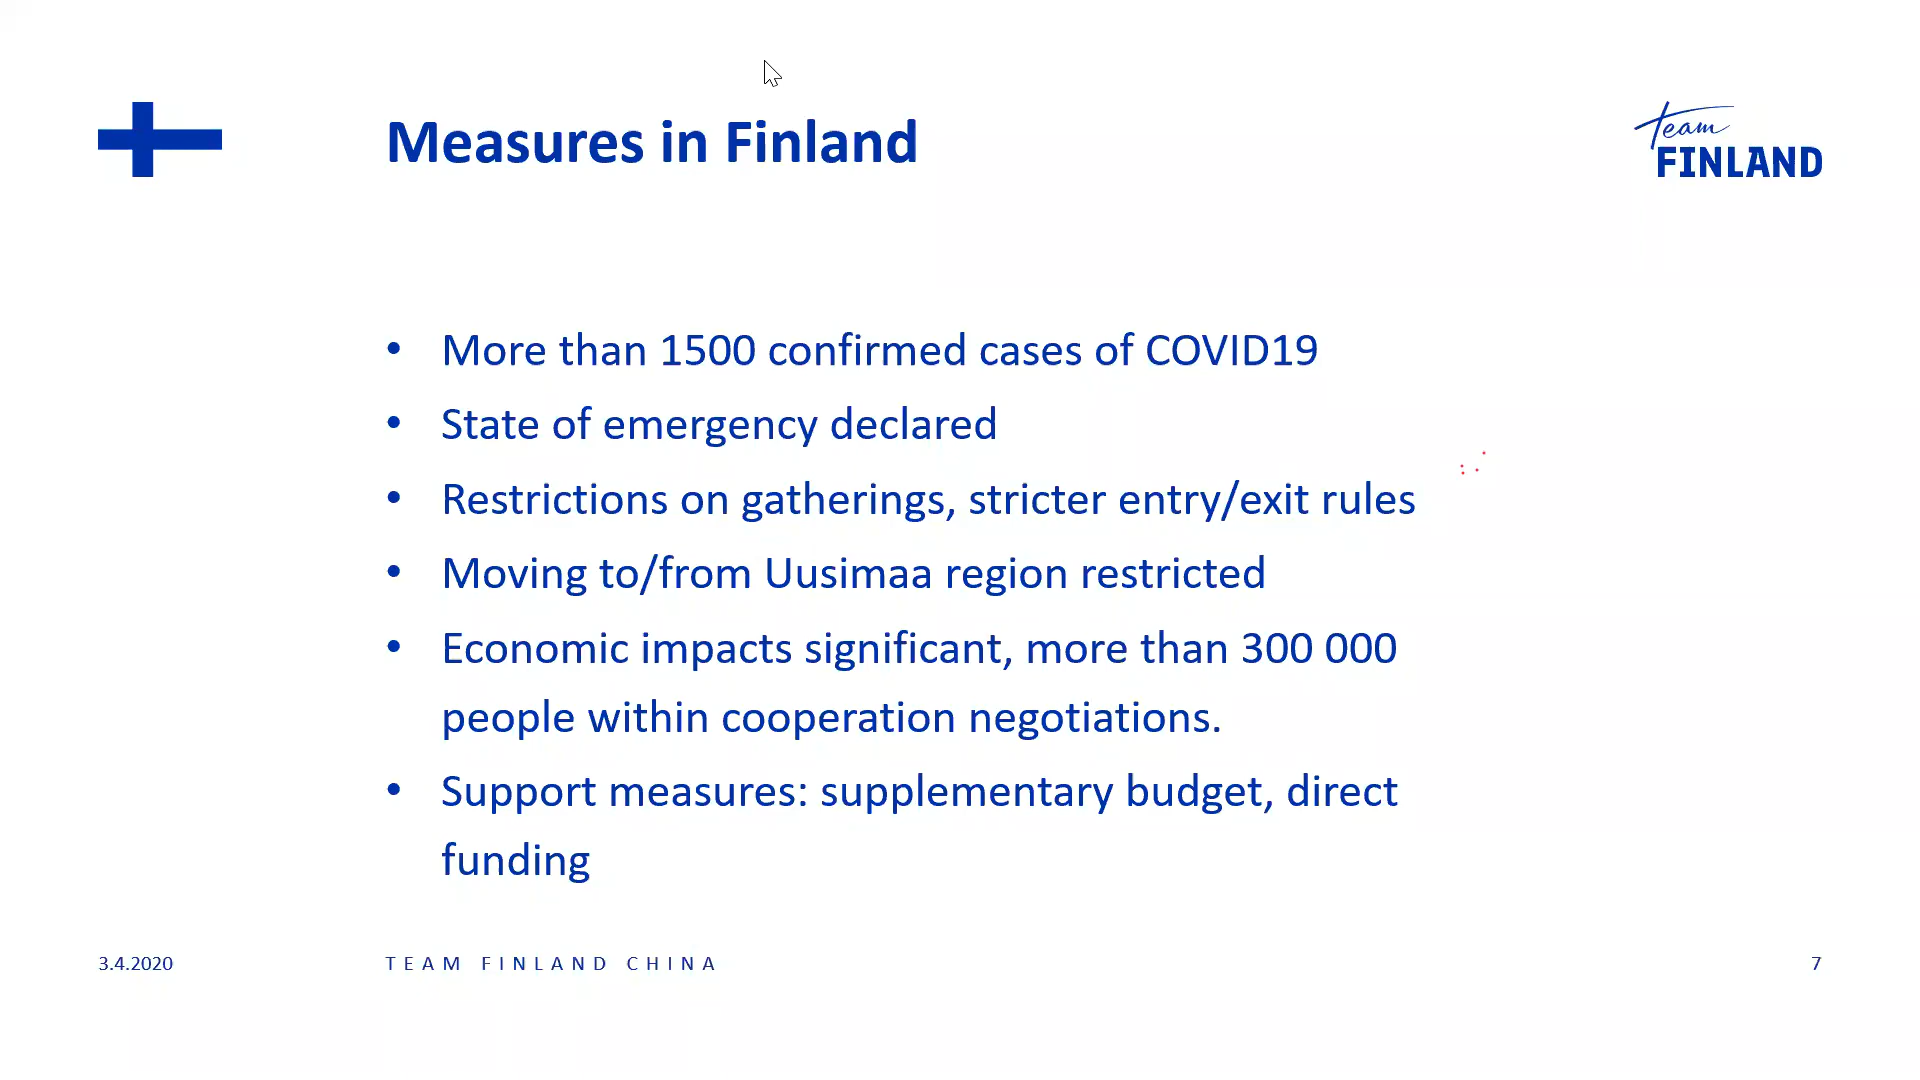 Measures in Finland
Team
FINLAND
• More than 1500 confirmed cases of COVID19
• State of emergency declared
• Restrictions on gatherings, stricter entry/exit rules
• Moving to/from Uusimaa region restricted
• Economic impacts significant, more than 300 000
people within cooperation negotiations.
• Support measures: supplementary budget, direct
funding
3.4.2020
TEAM FINLAND CHINA
7